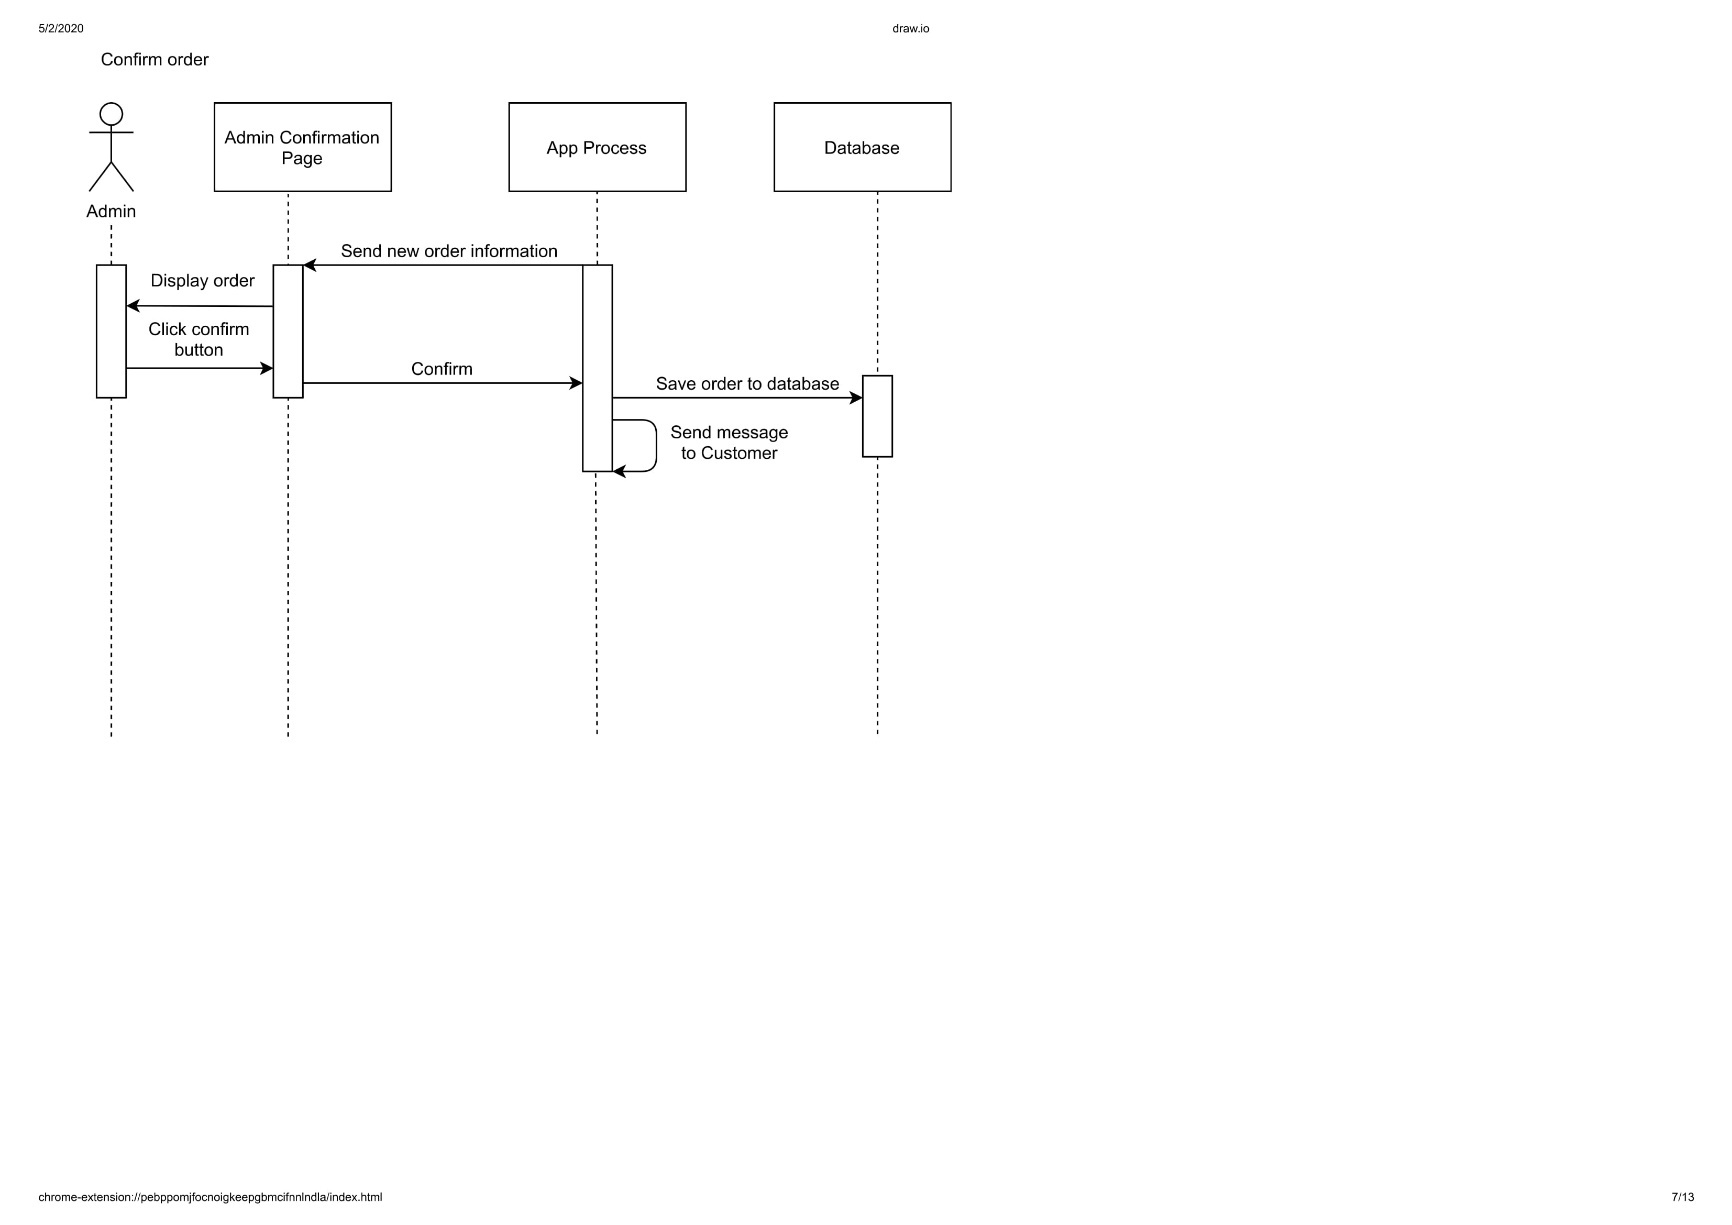 5/2/2020
draw.io
Confirm order
Admin Confirmation
Page
App Process
Database
Admin
Send new order information
Display order
Click confirm
button
Confirm
Save order to database
Send message
to Customer
chrome-extension://pebppomjfocnoigkeepgbmcifnnlndla/index.html
7/13